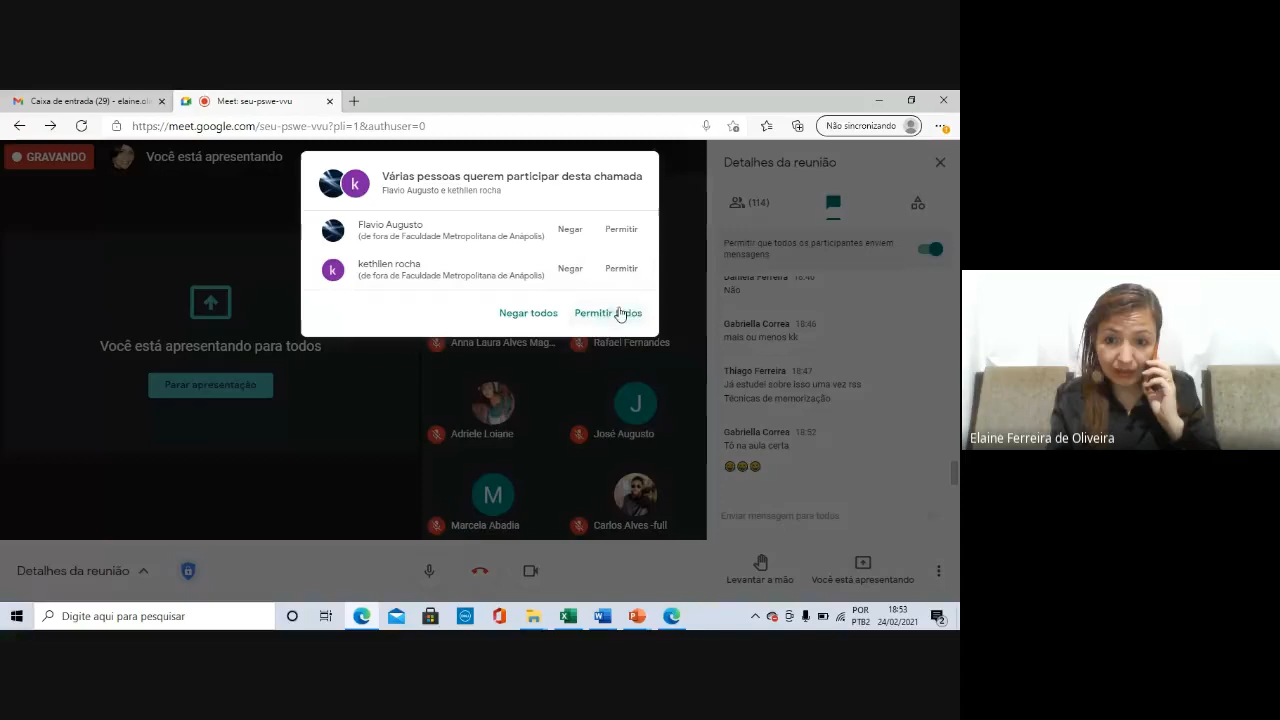 Caixa de entrada (29) - elaine.oli
Meet: seu-pswe-vvu
https://meet.google.com/seu-pswe-vvu?pli=1&authuser=0
Não sincronizando
GRAVANDO
Você está apresentando
k
Várias pessoas querem participar desta chamada
Flavio Augusto e kethllen rocha
Flavio Augusto
(de fora de Faculdade Metropolitana de Anápolis)
Negar
Permitir
k
kethllen rocha
(de fora de Faculdade Metropolitana de Anápolis)
Negar
Permitir
Negar todos
Permitir todos
Você está apresentando para todos
Parar apresentação
Anna Laura Alves Mag...
Rafael Fernandes
Adriele Loiane
J
José Augusto
M
Marcela Abadia
Carlos Alves -full
Detalhes da reunião
(114)
Permitir que todos os participantes enviem
mensagens
Daniela Ferreira 18:46
Não
Gabriella Correa 18:46
mais ou menos kk
Thiago Ferreira 18:47
Já estudei sobre isso uma vez rss
Técnicas de memorização
Gabriella Correa 18:52
Tô na aula certa
Enviar mensagem para todos
Detalhes da reunião
Levantar a mão
Você está apresentando
Digite aqui para pesquisar
POR
PTB2
18:53
24/02/2021
2
Elaine Ferreira de Oliveira